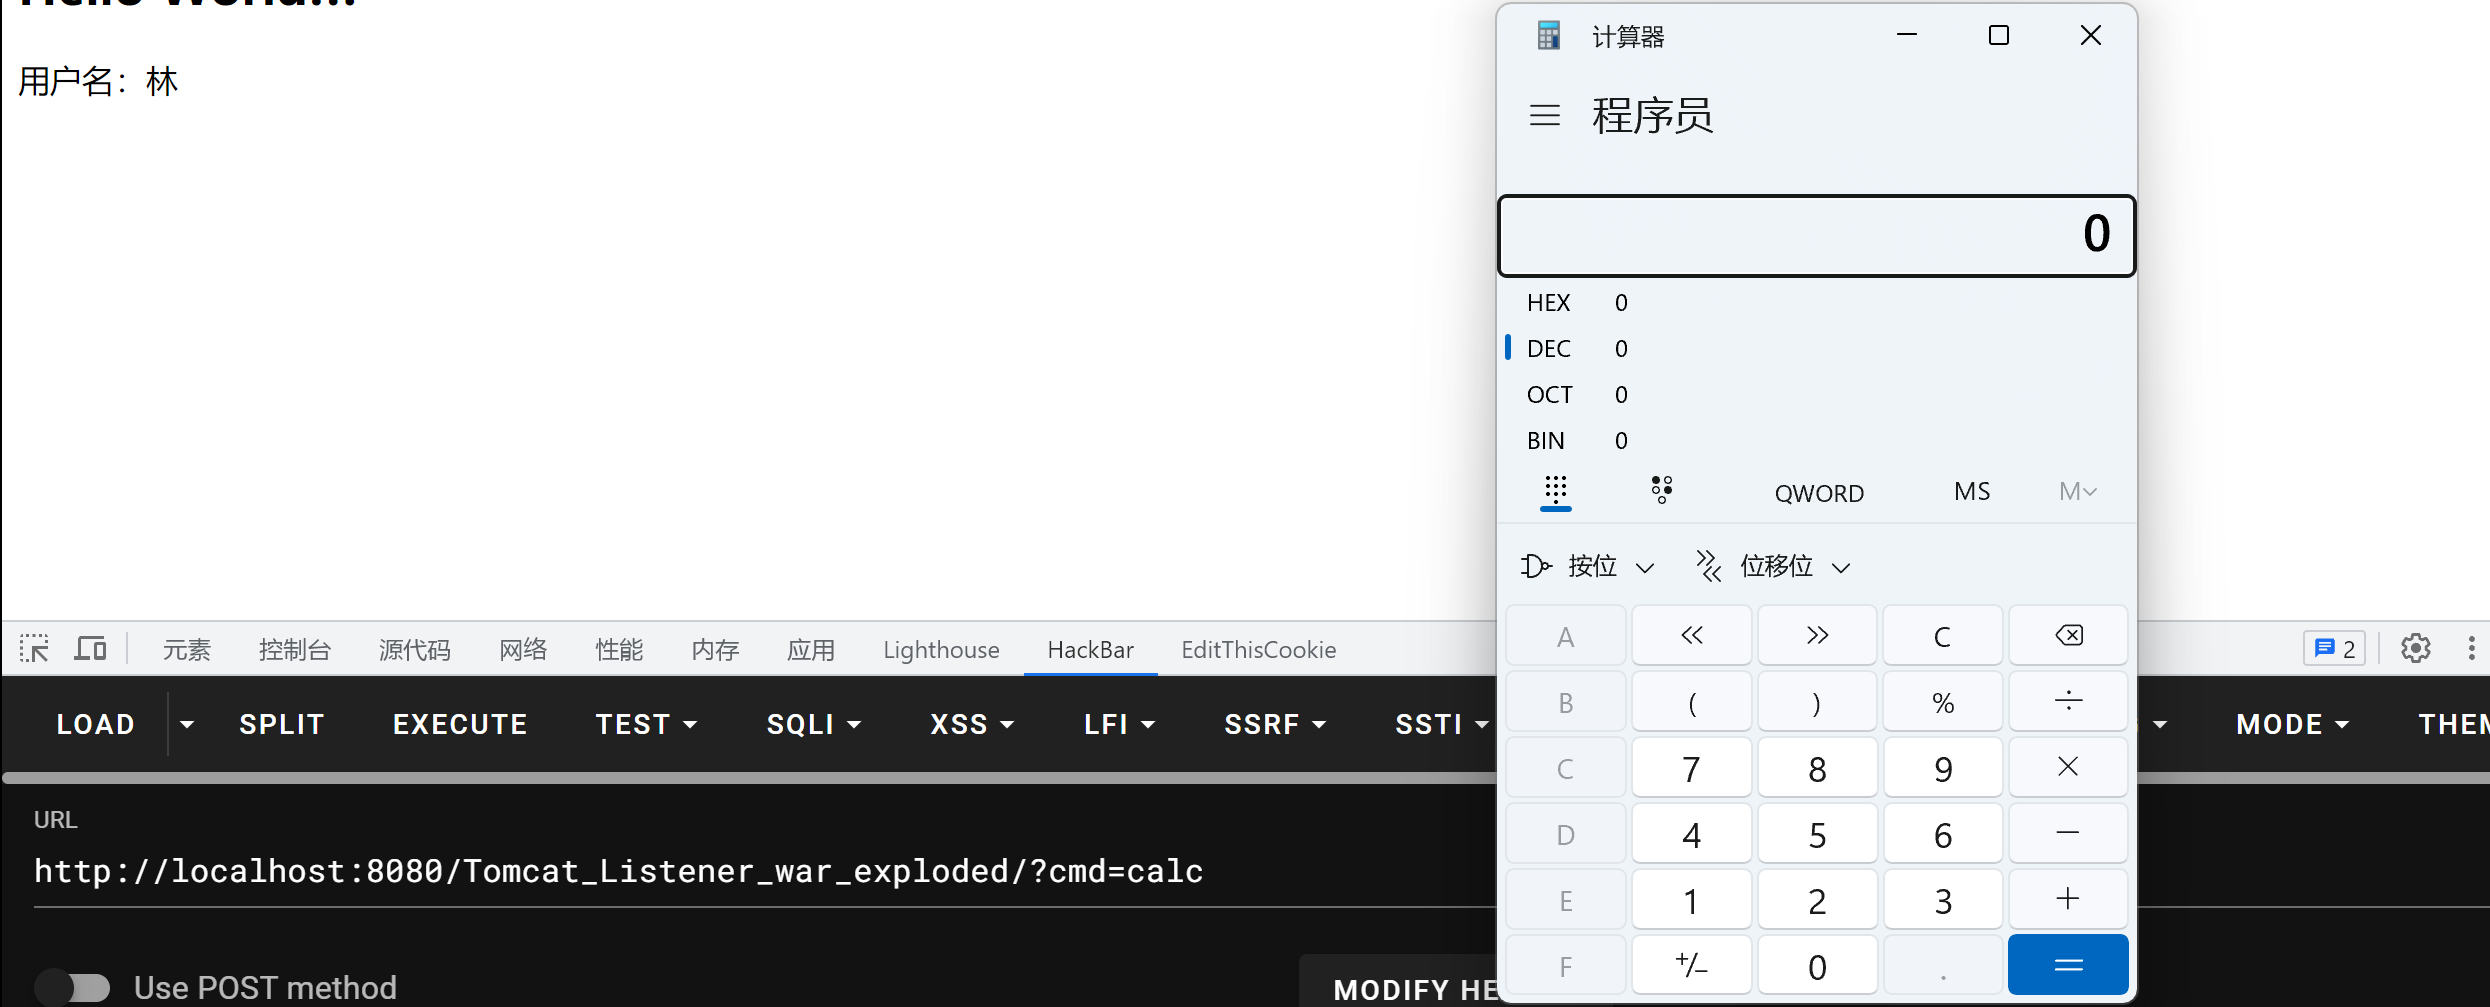 Hello World!!!
用户名：林
计算器
程序员
0
HEX 0
DEC 0
OCT 0
BIN 0
QWORD MS M
按位 位移位
A << >> C
B ( ) % ÷
C 7 8 9 ×
D 4 5 6 −
E 1 2 3 +
F +/− 0 . =
元素 控制台 源代码 网络 性能 内存 应用 Lighthouse HackBar EditThisCookie 2
LOAD SPLIT EXECUTE TEST SQLI XSS LFI SSRF SSTI MODE THEM
URL
http://localhost:8080/Tomcat_Listener_war_exploded/?cmd=calc
Use POST method
MODIFY HE